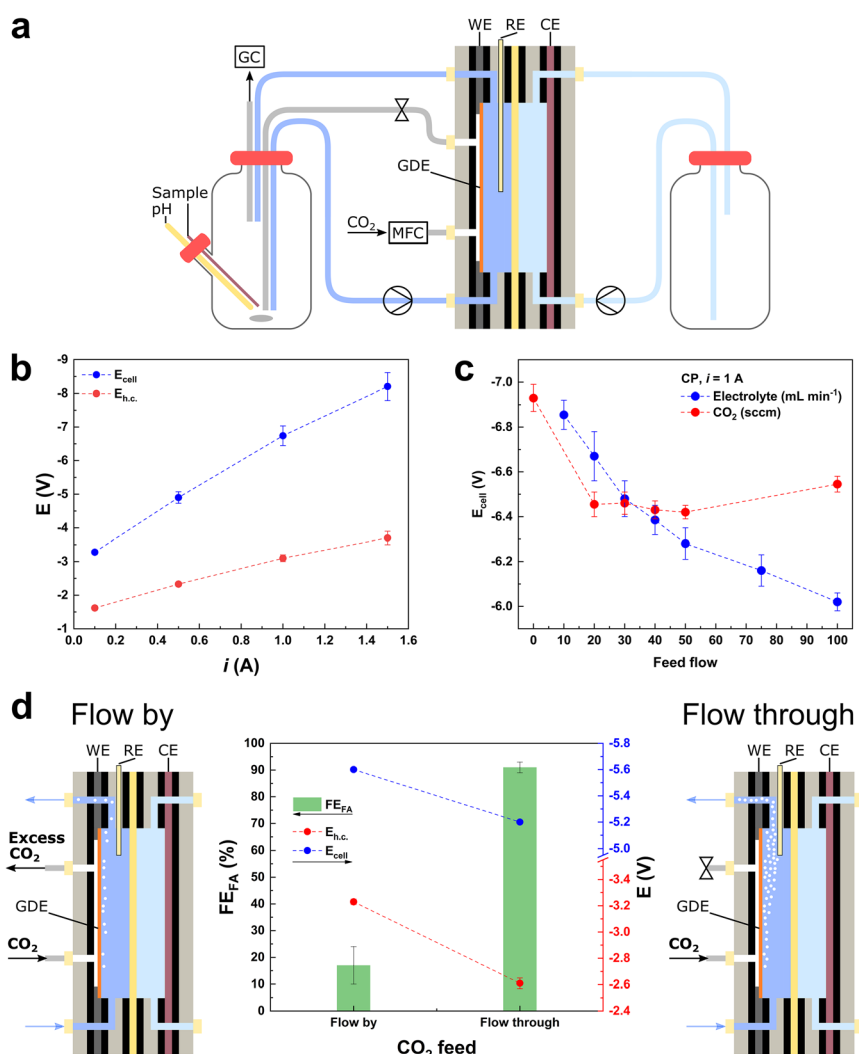 a
WE
RE
CE
GC
GDE
Sample
pH
CO2
MFC
b
-9
-8
-7
-6
-5
-4
-3
-2
-1
E (V)
Ecell
Eh.c.
0.0 0.2 0.4 0.6 0.8 1.0 1.2 1.4 1.6
i (A)
c
CP, i = 1 A
Electrolyte (mL min-1)
CO2 (sccm)
-7.0
-6.8
-6.6
-6.4
-6.2
-6.0
Ecell (V)
0 10 20 30 40 50 60 70 80 90 100
Feed flow
d
Flow by
WE
RE
CE
Excess
CO2
GDE
CO2
100
90
80
70
60
50
40
30
20
10
0
FEFA (%)
FEFA
Eh.c.
Ecell
-5.8
-5.6
-5.4
-5.2
-5.0
-3.4
-3.2
-3.0
-2.8
-2.6
-2.4
E (V)
Flow by
Flow through
CO2 feed
Flow through
WE
RE
CE
GDE
CO2